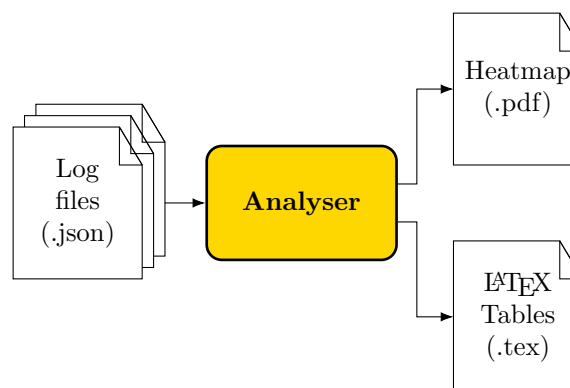 Log
files
(.json)
Analyser
Heatmap
(.pdf)
LATEX
Tables
(.tex)